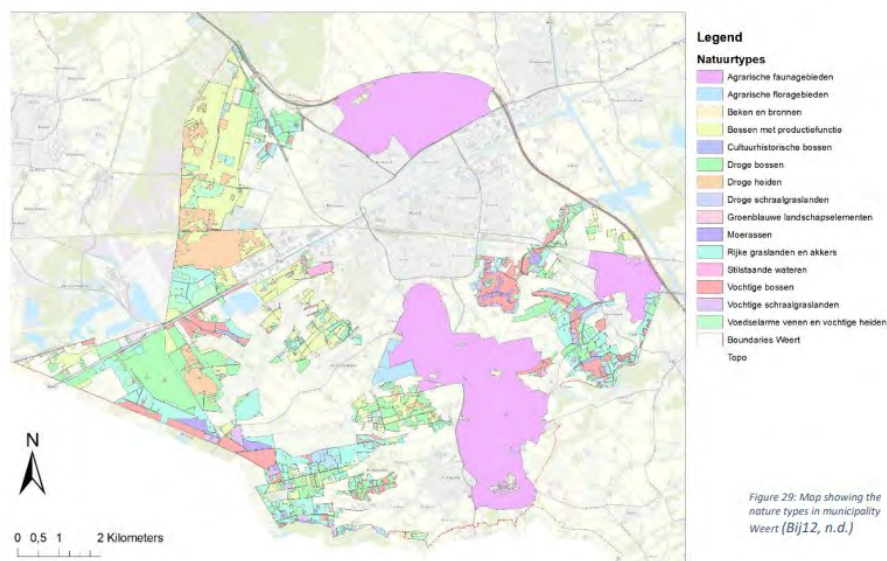 Legend
Natuurtypes
Agrarische faunagebieden
Agrarische floragebieden
Beken en bronnen
Bossen met productiefunctie
Cultuurhistorische bossen
Droge bossen
Droge heiden
Droge schraalgraslanden
Groenblauwe landschapselementen
Moerassen
Rijke graslanden en akkers
Stilstaande wateren
Vochtige bossen
Vochtige schraalgraslanden
Voedselarme venen en vochtige heiden
Boundaries Weert
Topo
N
0 0,5 1 2 Kilometers
Figure 29: Map showing the
nature types in municipality
Weert (Bij12, n.d.)